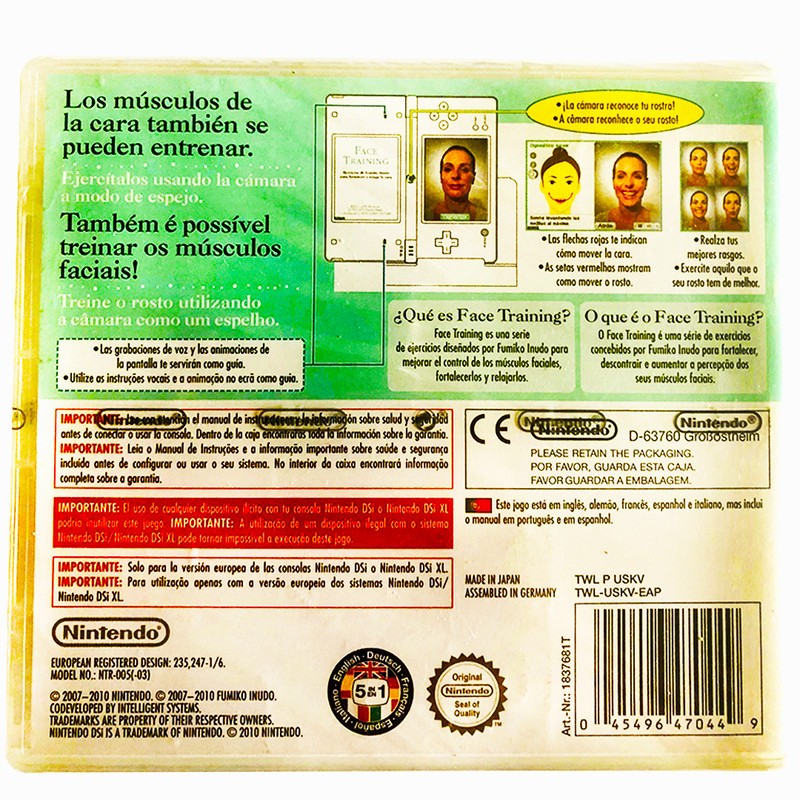 Los músculos de
la cara también se
pueden entrenar.
Ejercítalos usando la cámara
a modo de espejo.
Também é possível
treinar os músculos
faciais!
Treine o rosto utilizando
a câmara como um espelho.
• Las grabaciones de voz y las animaciones de
la pantalla te servirán como guía.
• Utilize as instruções vocais e a animação no ecrã como guia.
FACE
TRAINING
• ¡La cámara reconoce tu rostro!
• A câmara reconhece o seu rosto!
Atrás
• Las flechas rojas te indican
cómo mover la cara.
• As setas vermelhas mostram
como mover o rosto.
• Realza tus
mejores rasgos.
• Exercite aquilo que o
seu rosto tem de melhor.
¿Qué es Face Training?
Face Training es una serie
de ejercicios diseñados por Fumiko Inudo para
mejorar el control de los músculos faciales,
fortalecerlos y relajarlos.
O que é o Face Training?
O Face Training é uma série de exercícios
concebidos por Fumiko Inudo para fortalecer,
descontrair e aumentar a percepção dos
seus músculos faciais.
IMPORTANTE: Lee con atención el manual de instrucciones y la información sobre salud y seguridad
antes de conectar o usar la consola. Dentro de la caja encontrarás toda la información sobre la garantía.
IMPORTANTE: Leia o Manual de Instruções e a informação importante sobre saúde e segurança
incluída antes de configurar ou usar o seu sistema. No interior da caixa encontrará informação
completa sobre a garantia.
IMPORTANTE: El uso de cualquier dispositivo ilícito con tu consola Nintendo DSi o Nintendo DSi XL
podría inutilizar este juego. IMPORTANTE: A utilização de um dispositivo ilegal com o sistema
Nintendo DSi/Nintendo DSi XL pode tornar impossível a execução deste jogo.
IMPORTANTE: Solo para la versión europea de las consolas Nintendo DSi o Nintendo DSi XL.
IMPORTANTE: Para utilização apenas com a versão europeia dos sistemas Nintendo DSi/
Nintendo DSi XL.
CE
Nintendo
Nintendo®
D-63760 Großostheim
PLEASE RETAIN THE PACKAGING.
POR FAVOR, GUARDA ESTA CAJA.
FAVOR GUARDAR A EMBALAGEM.
Este jogo está em inglês, alemão, francês, espanhol e italiano, mas inclui
o manual em português e em espanhol.
MADE IN JAPAN
ASSEMBLED IN GERMANY
TWL P USKV
TWL-USKV-EAP
Nintendo®
EUROPEAN REGISTERED DESIGN: 235,247-1/6.
MODEL NO.: NTR-005(-03)
© 2007–2010 NINTENDO. © 2007–2010 FUMIKO INUDO.
CODEVELOPED BY INTELLIGENT SYSTEMS.
TRADEMARKS ARE PROPERTY OF THEIR RESPECTIVE OWNERS.
NINTENDO DSi IS A TRADEMARK OF NINTENDO. © 2010 NINTENDO.
English · Deutsch · Français · Español · Italiano
5 IN 1
Original
Nintendo
Seal of
Quality
TM
Art.-Nr.: 1837681T
0 45496 47044 9